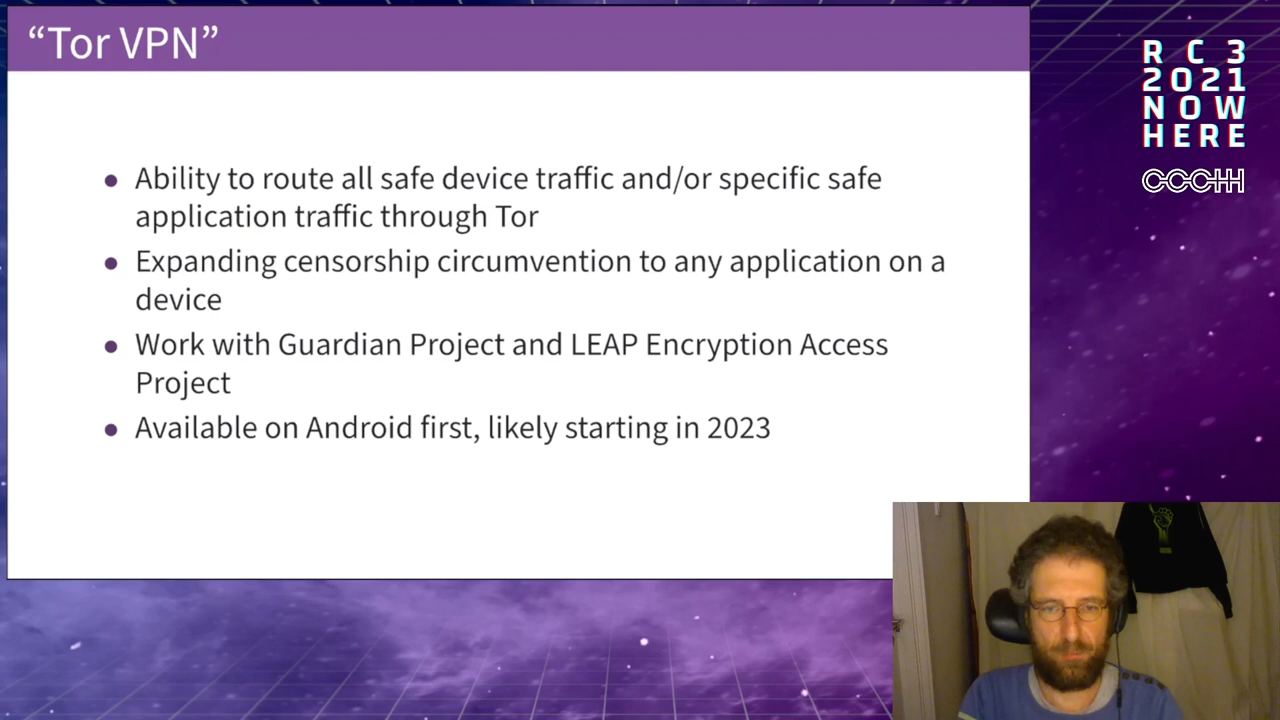 “Tor VPN”
● Ability to route all safe device traffic and/or specific safe
application traffic through Tor
● Expanding censorship circumvention to any application on a
device
● Work with Guardian Project and LEAP Encryption Access
Project
● Available on Android first, likely starting in 2023
R C 3
2021
N O W
HERE
CCCHH